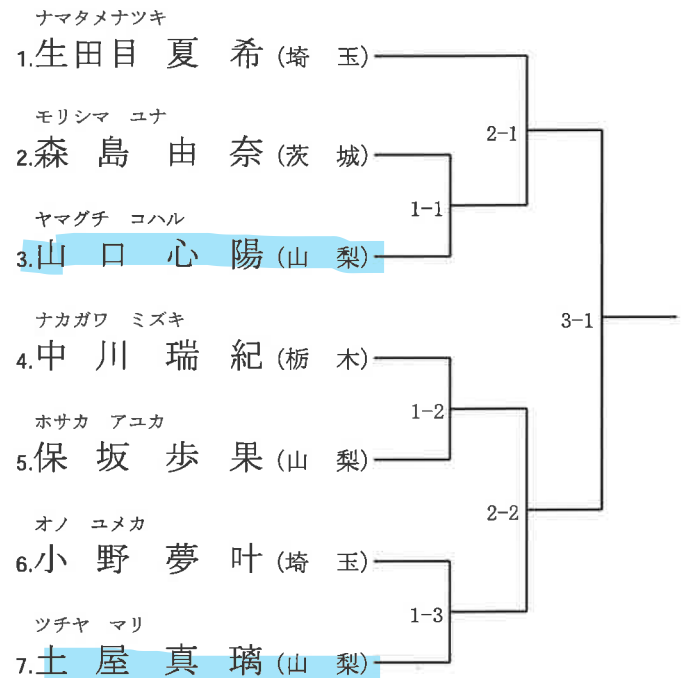 ナマタメナツキ
1.生田目 夏 希 (埼 玉)
2-1
モリシマ ユナ
2.森 島 由 奈 (茨 城)
1-1
ヤマグチ コハル
3.山 口 心 陽 (山 梨)
3-1
ナカガワ ミズキ
4.中 川 瑞 紀 (栃 木)
1-2
ホサカ アユカ
5.保 坂 歩 果 (山 梨)
2-2
オノ ユメカ
6.小 野 夢 叶 (埼 玉)
1-3
ツチヤ マリ
7.土 屋 真 璃 (山 梨)